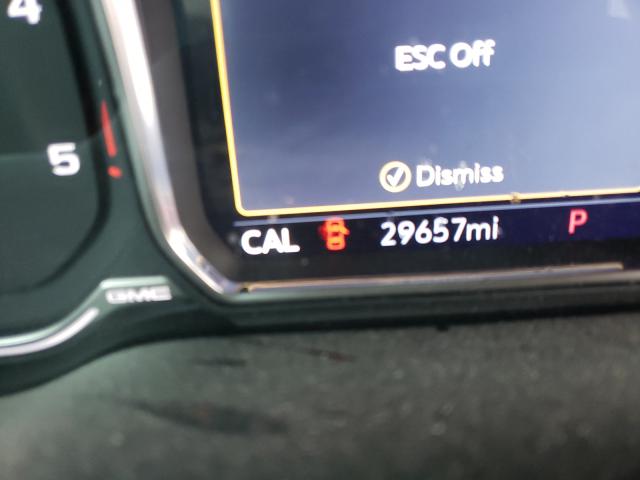 4
ESC Off
5
Dismiss
CAL 29657mi P
GMC